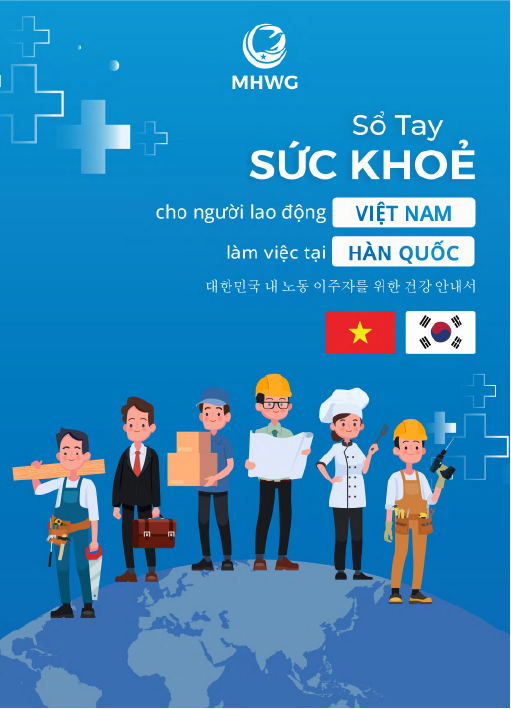 MHWG
Sổ Tay
SỨC KHOẺ
cho người lao động VIỆT NAM
làm việc tại HÀN QUỐC
대한민국 내 노동 이주자를 위한 건강 안내서